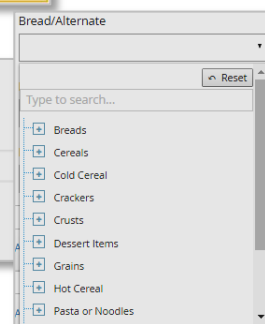 Bread/Alternate
Reset
Type to search...
Breads
Cereals
Cold Cereal
Crackers
Crusts
Dessert Items
Grains
Hot Cereal
Pasta or Noodles